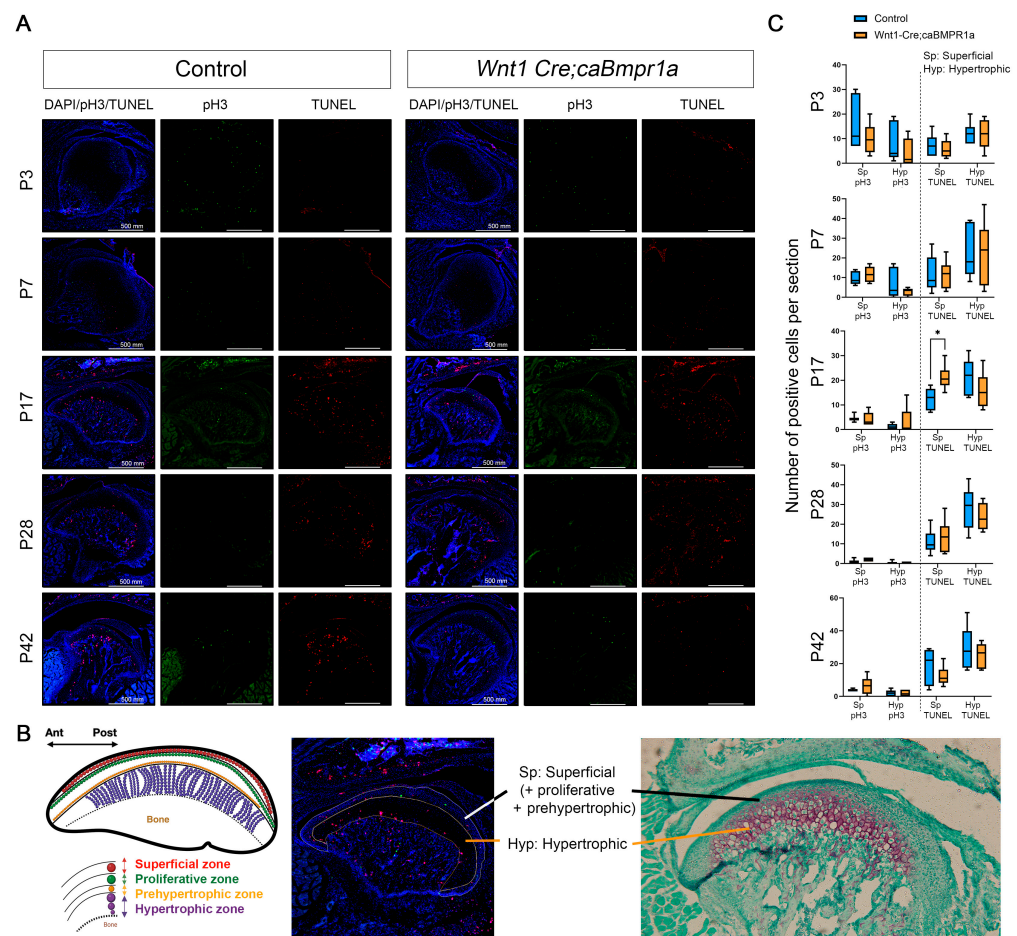 A
Control
Wnt1 Cre;caBmpr1a
DAPI/pH3/TUNEL pH3 TUNEL DAPI/pH3/TUNEL pH3 TUNEL
P3
500 mm
500 mm
P7
500 mm
500 mm
P17
500 mm
500 mm
P28
500 mm
500 mm
P42
500 mm
500 mm
C
Control
Wnt1-Cre;caBMPR1a
Sp: Superficial
Hyp: Hypertrophic
Number of positive cells per section
P3
40
30
20
10
0
Sp pH3
Hyp pH3
Sp TUNEL
Hyp TUNEL
P7
50
40
30
20
10
0
Sp pH3
Hyp pH3
Sp TUNEL
Hyp TUNEL
P17
40
30
20
10
0
*
Sp pH3
Hyp pH3
Sp TUNEL
Hyp TUNEL
P28
50
40
30
20
10
0
Sp pH3
Hyp pH3
Sp TUNEL
Hyp TUNEL
P42
60
40
20
0
Sp pH3
Hyp pH3
Sp TUNEL
Hyp TUNEL
B
Ant Post
Bone
Superficial zone
Proliferative zone
Prehypertrophic zone
Hypertrophic zone
Bone
Sp: Superficial
(+ proliferative
+ prehypertrophic)
Hyp: Hypertrophic